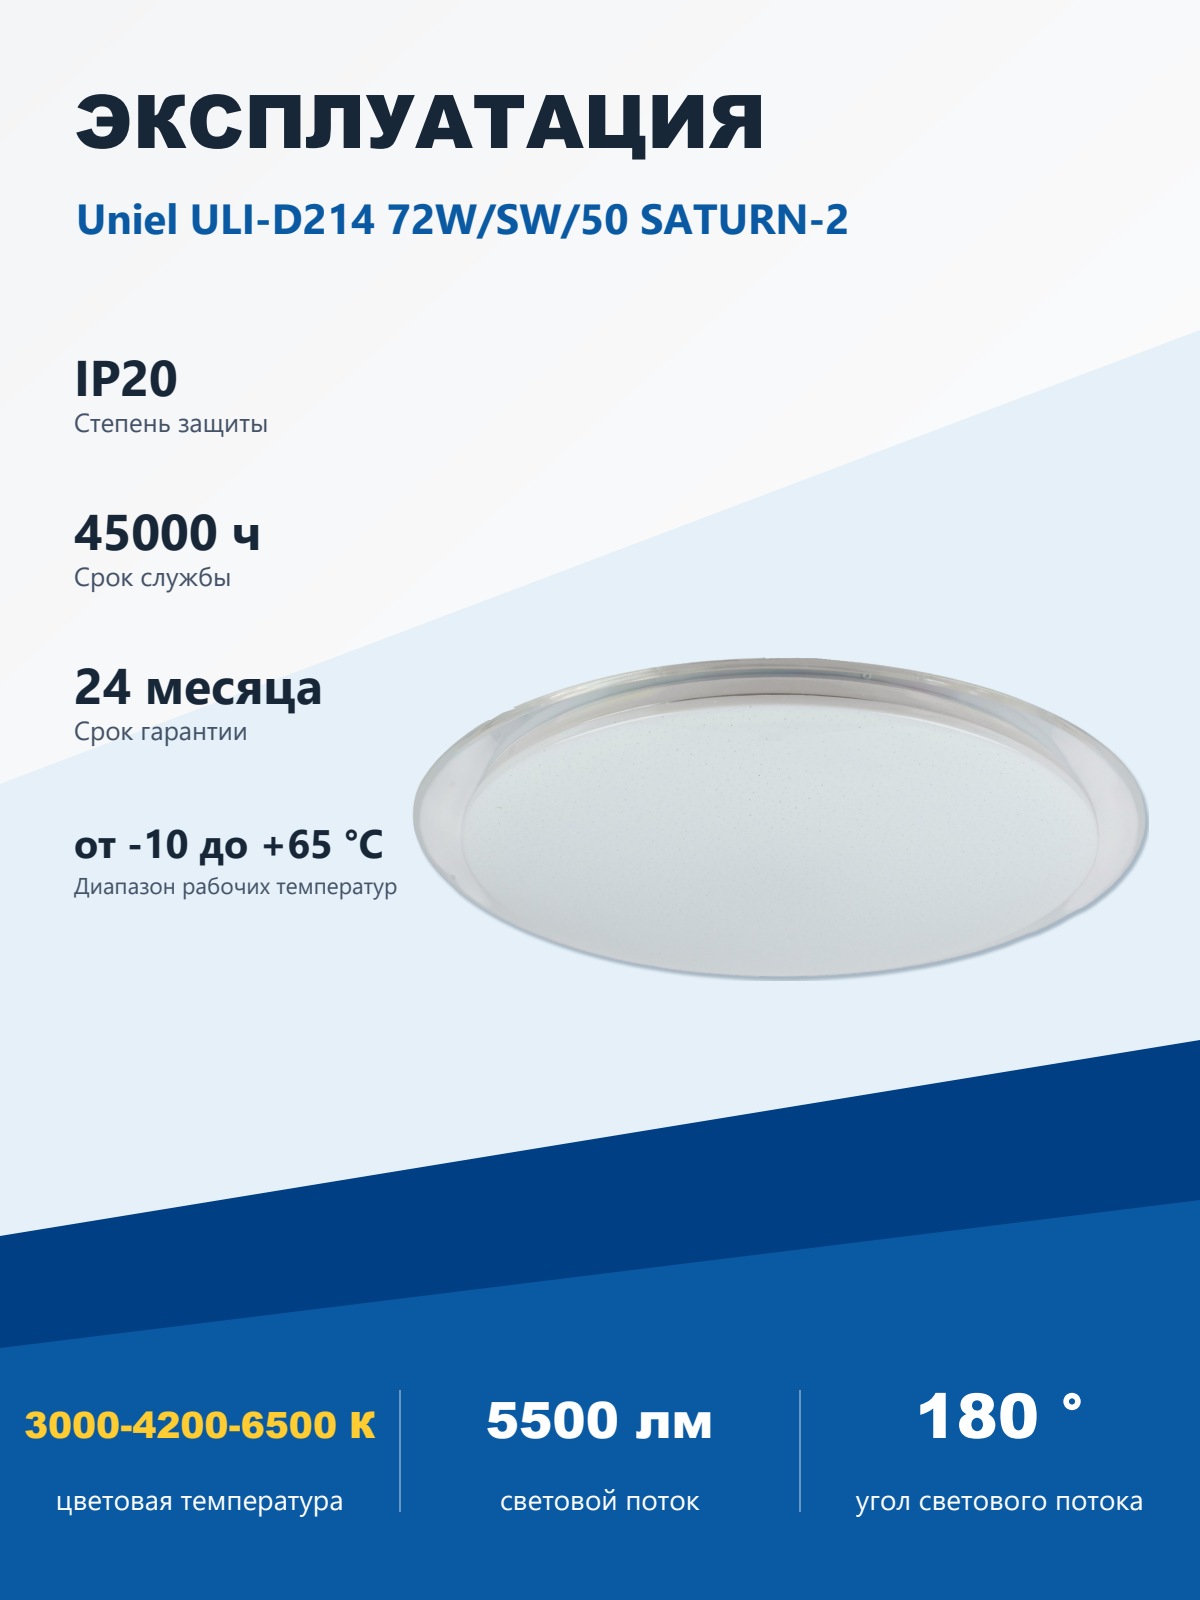 ЭКСПЛУАТАЦИЯ
Uniel ULI-D214 72W/SW/50 SATURN-2
IP20
Степень защиты
45000 ч
Срок службы
24 месяца
Срок гарантии
от -10 до +65 °C
Диапазон рабочих температур
3000-4200-6500 К
цветовая температура
5500 лм
световой поток
180 °
угол светового потока